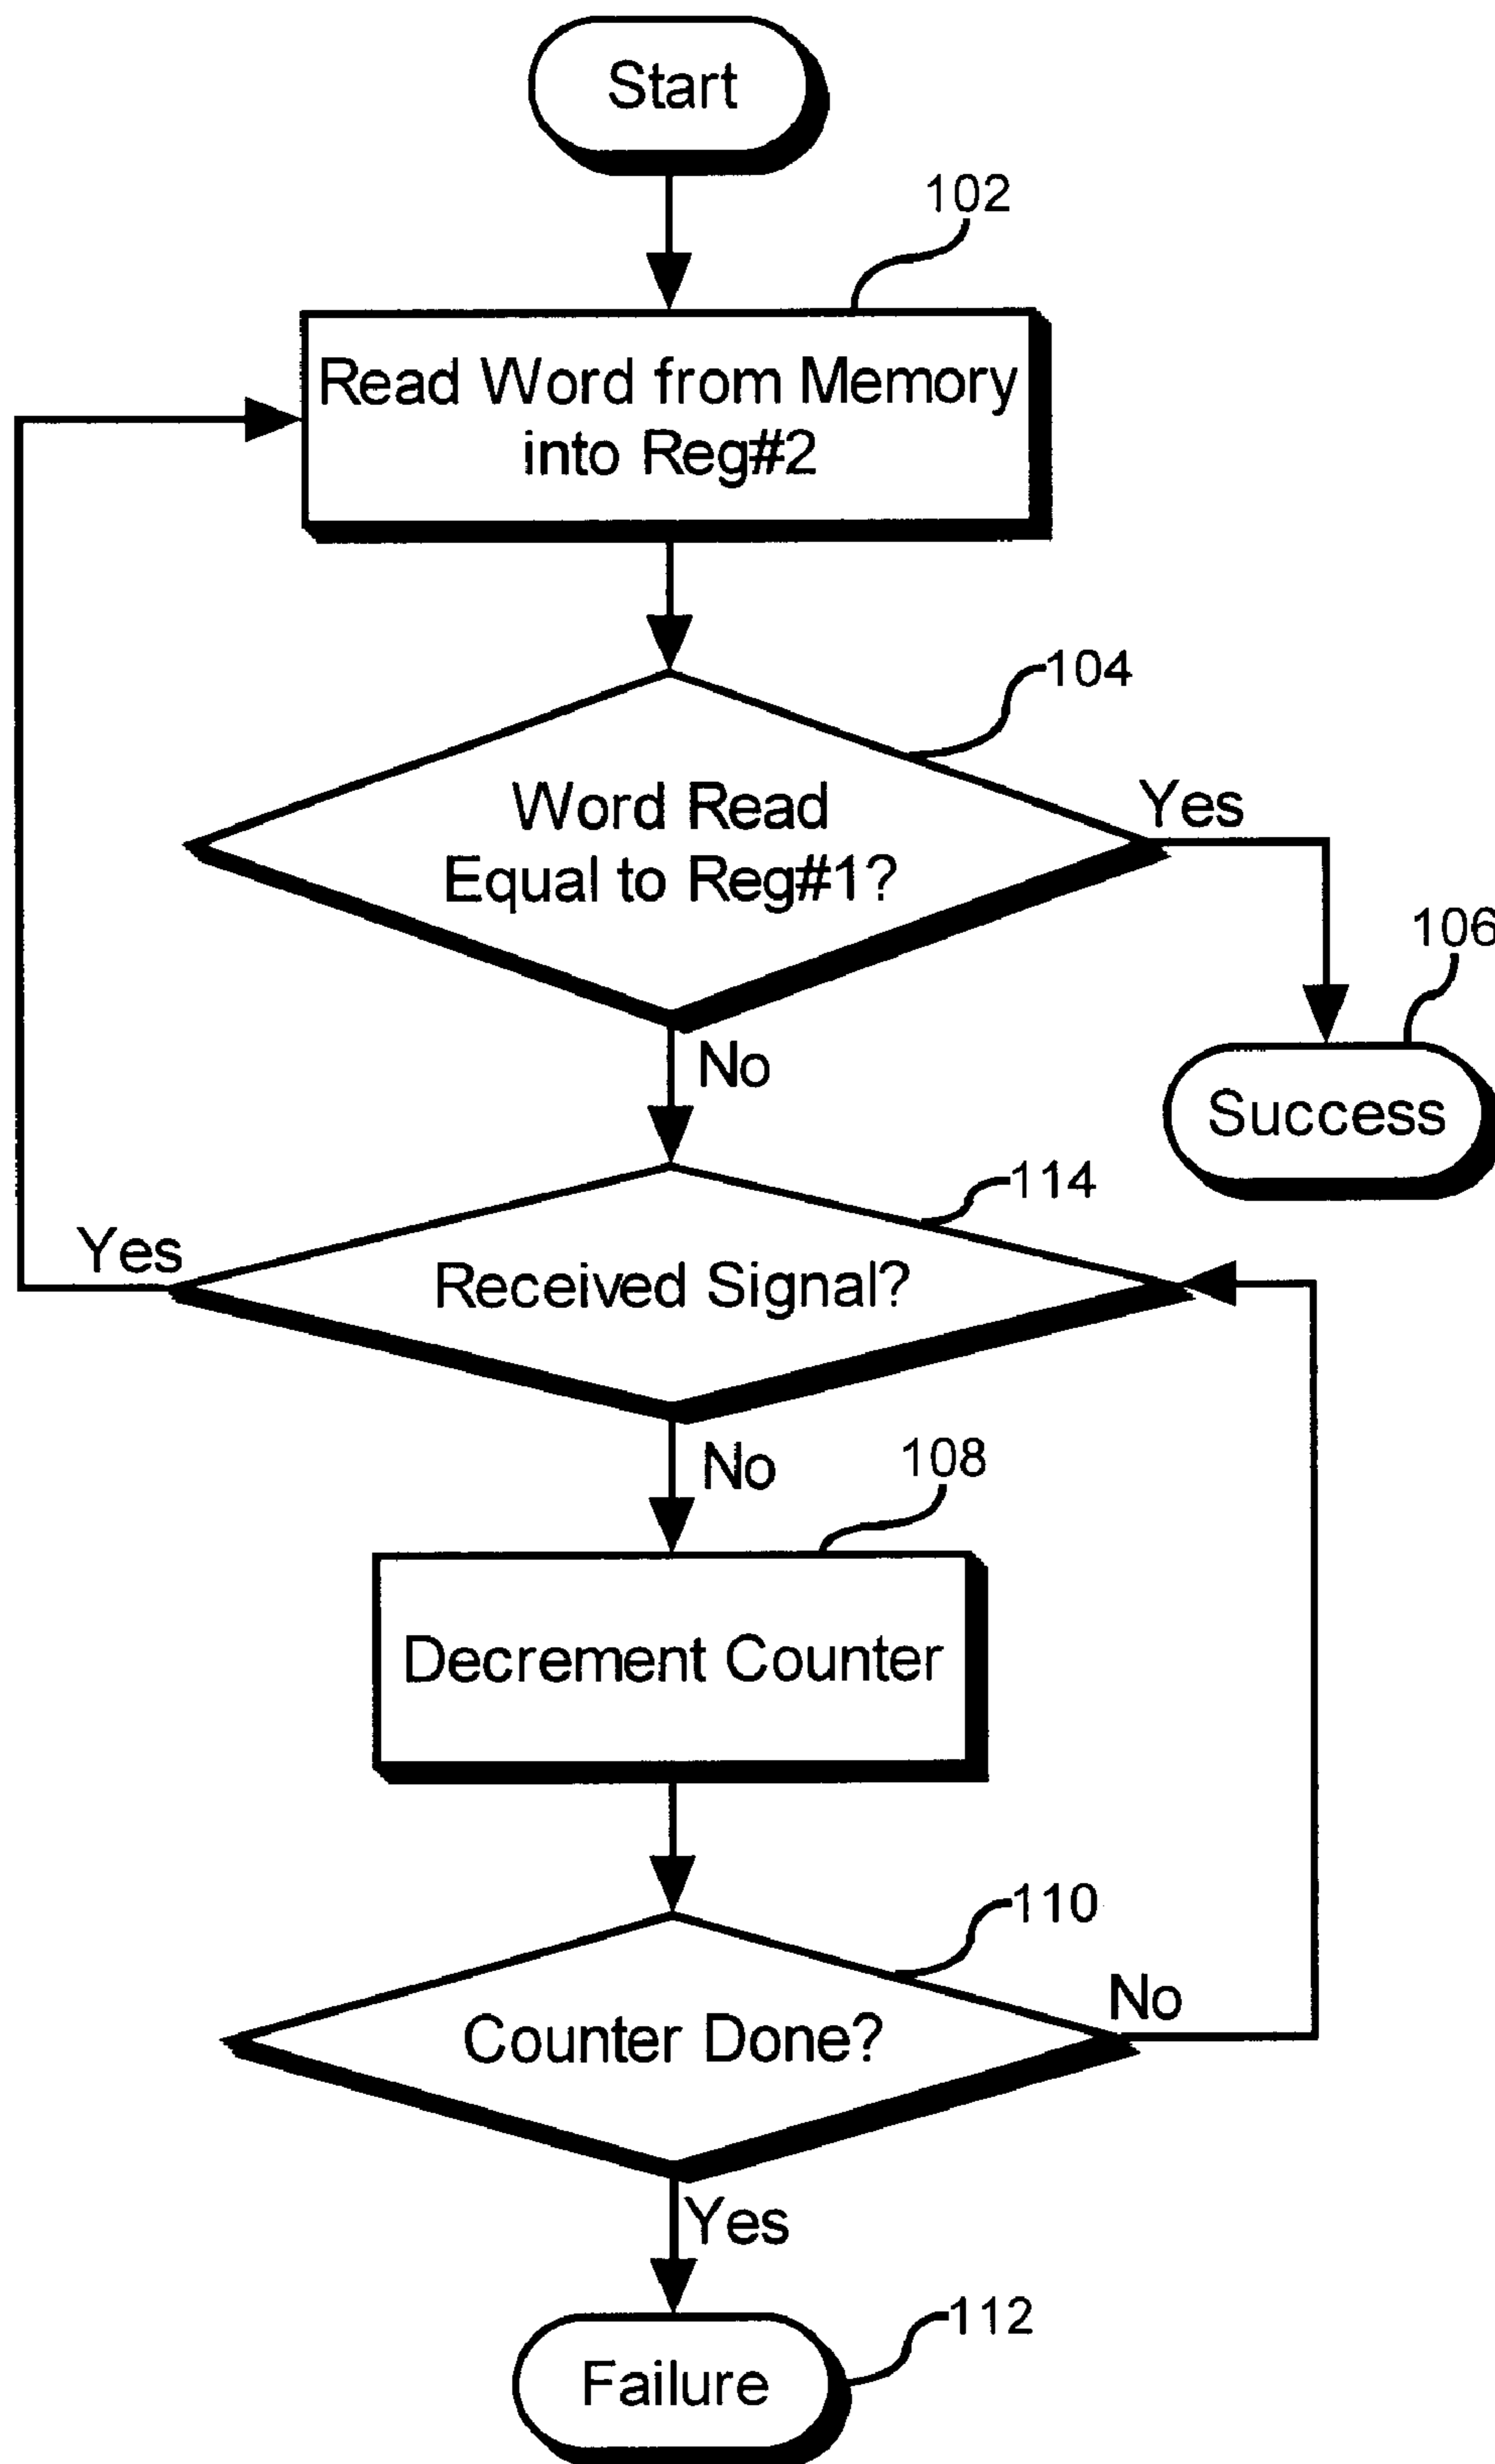 Start
102
Read Word from Memory
into Reg#2
104
Word Read
Equal to Reg#1?
Yes
106
No
Success
114
Yes
Received Signal?
No
108
Decrement Counter
110
No
Counter Done?
Yes
112
Failure